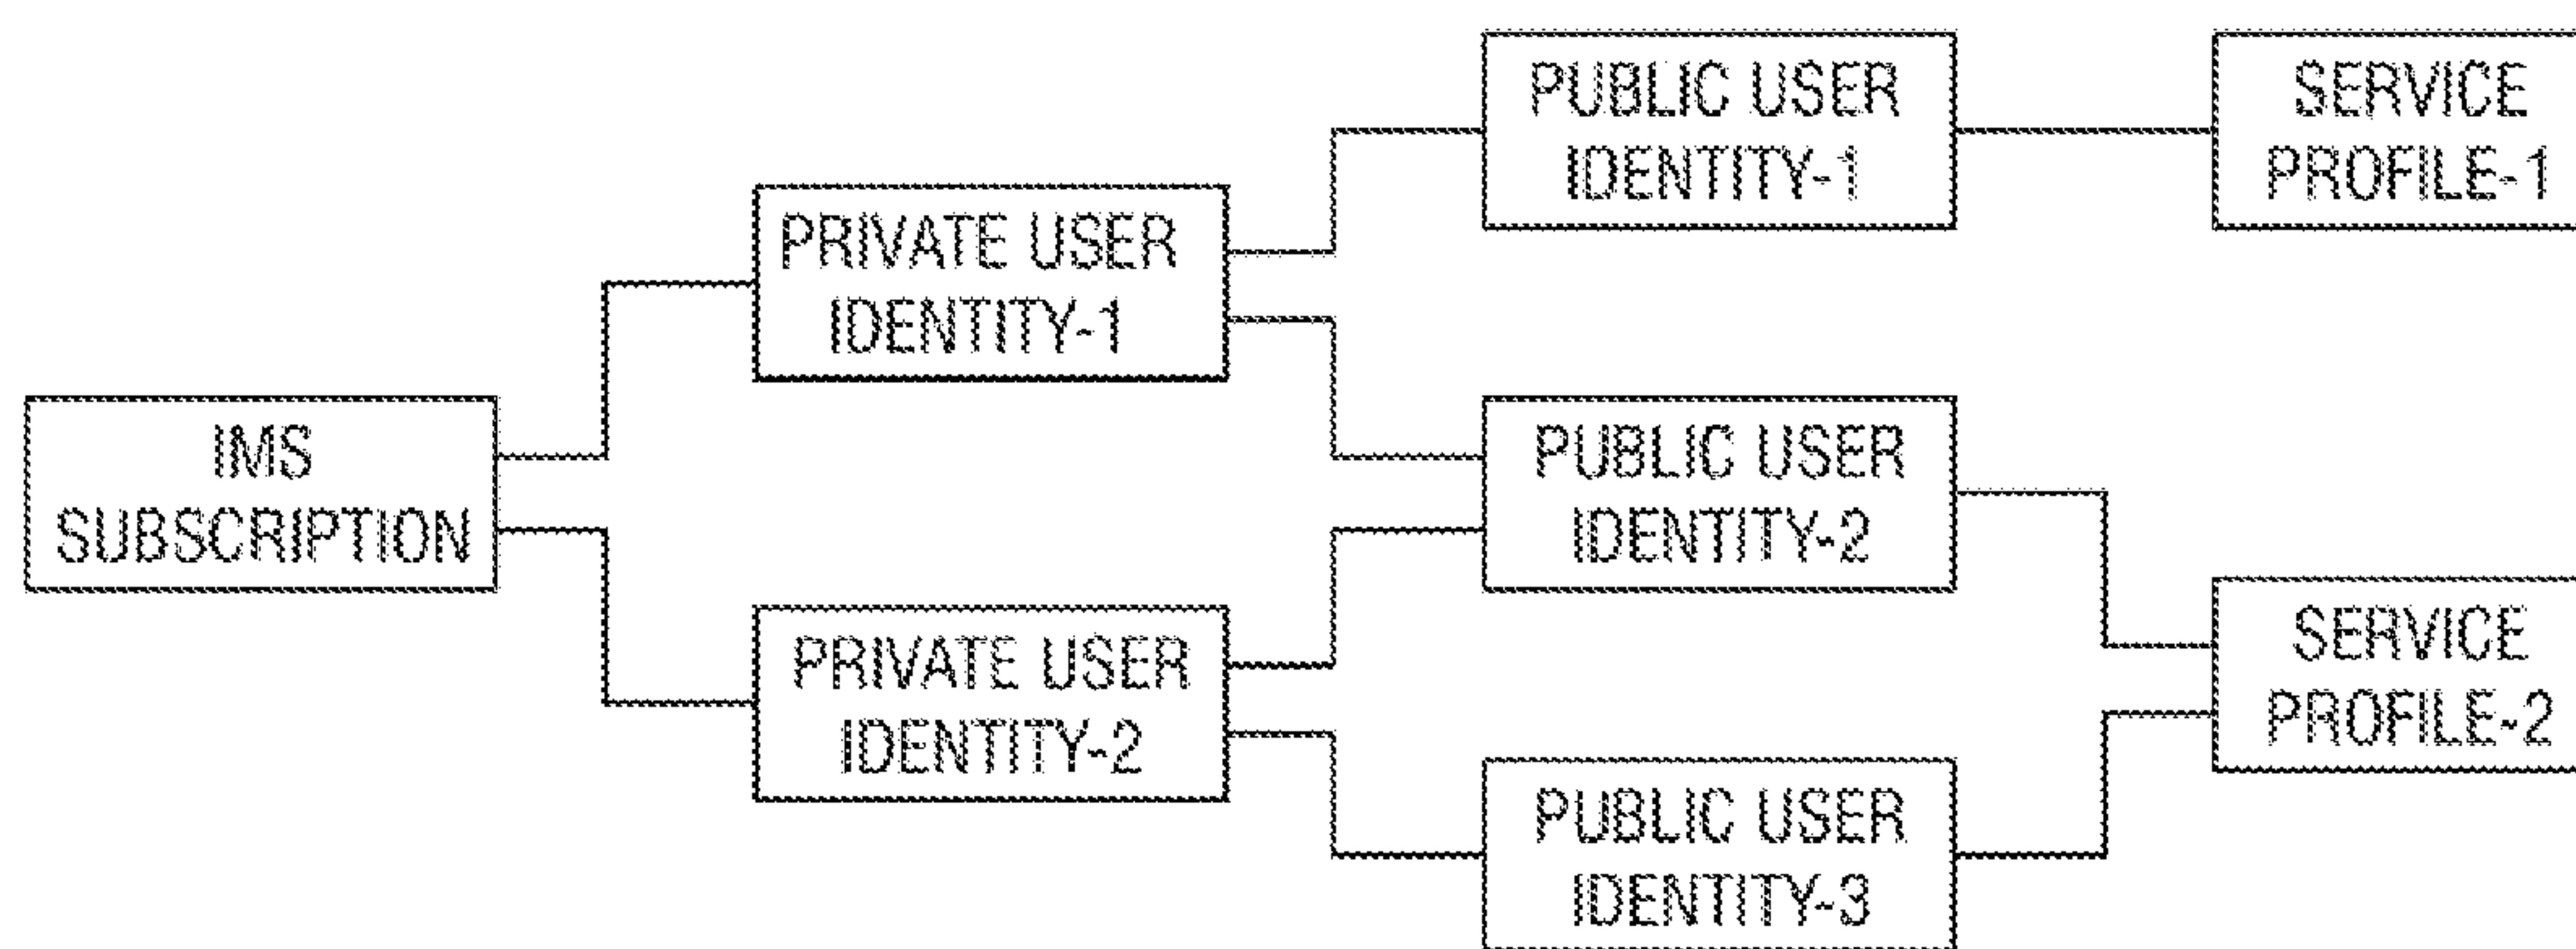 PUBLIC USER
IDENTITY-1
SERVICE
PROFILE-1
PRIVATE USER
IDENTITY-1
IMS
SUBSCRIPTION
PUBLIC USER
IDENTITY-2
PRIVATE USER
IDENTITY-2
SERVICE
PROFILE-2
PUBLIC USER
IDENTITY-3